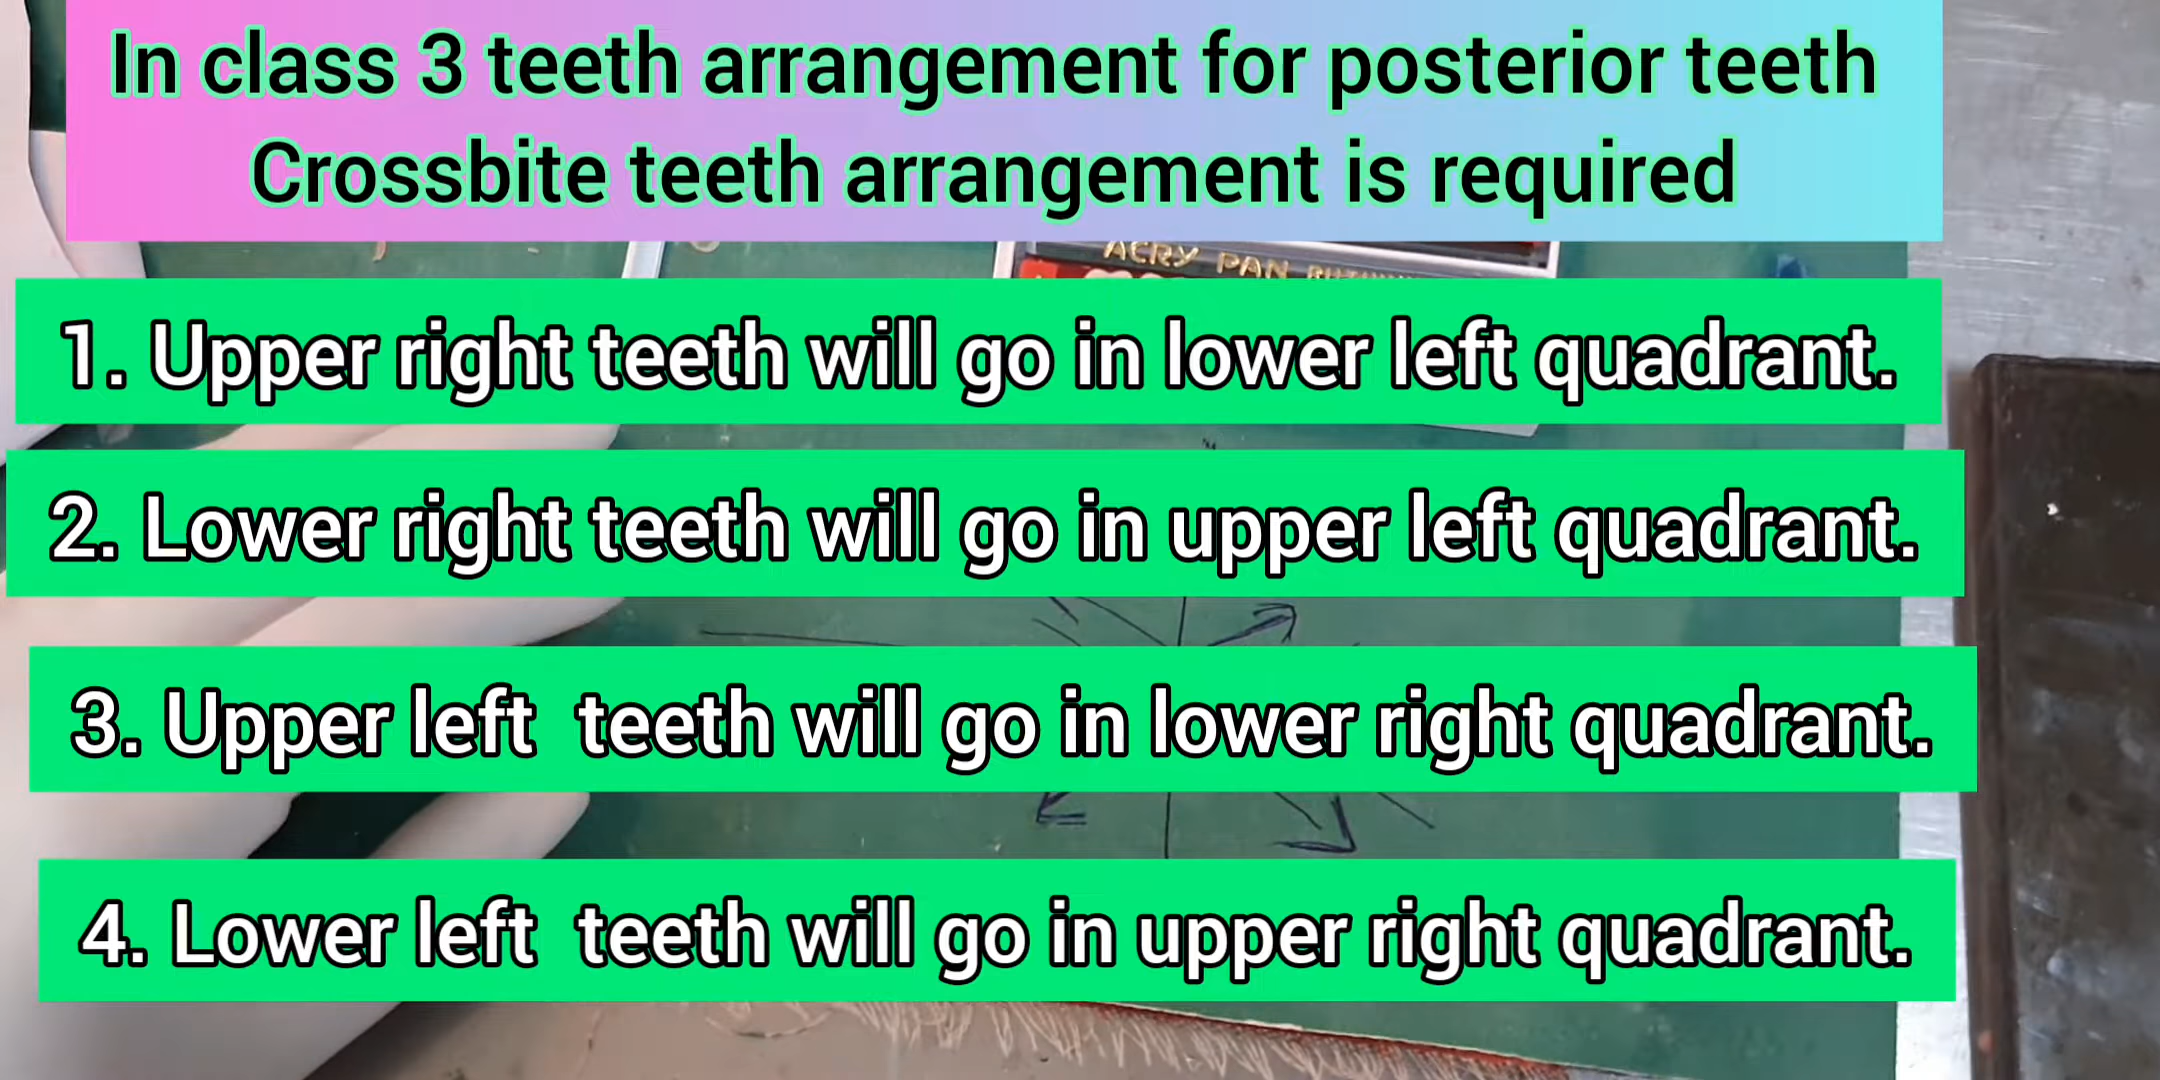 In class 3 teeth arrangement for posterior teeth
Crossbite teeth arrangement is required
ACRY PAN
1. Upper right teeth will go in lower left quadrant.
2. Lower right teeth will go in upper left quadrant.
3. Upper left teeth will go in lower right quadrant.
4. Lower left teeth will go in upper right quadrant.